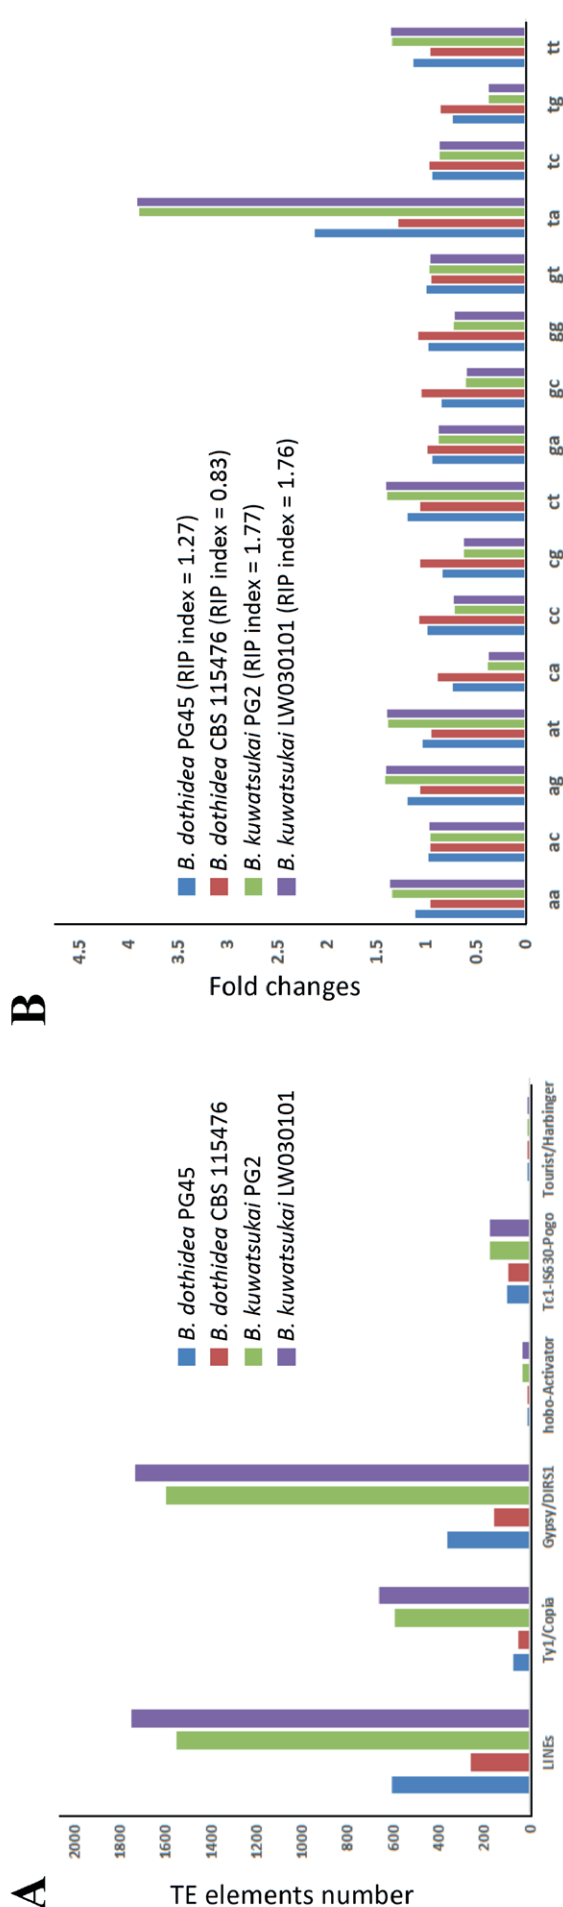 A
TE elements number
2000
1800
1600
1400
1200
1000
800
600
400
200
0
B. dothidea PG45
B. dothidea CBS 115476
B. kuwatsukai PG2
B. kuwatsukai LW030101
LINEs
Ty1/Copia
Gypsy/DIRS1
hobo-Activator
Tc1-IS630-Pogo
Tourist/Harbinger
B
Fold changes
4.5
4
3.5
3
2.5
2
1.5
1
0.5
0
B. dothidea PG45 (RIP index = 1.27)
B. dothidea CBS 115476 (RIP index = 0.83)
B. kuwatsukai PG2 (RIP index = 1.77)
B. kuwatsukai LW030101 (RIP index = 1.76)
aa
ac
ag
at
ca
cc
cg
ct
ga
gc
gg
gt
ta
tc
tg
tt